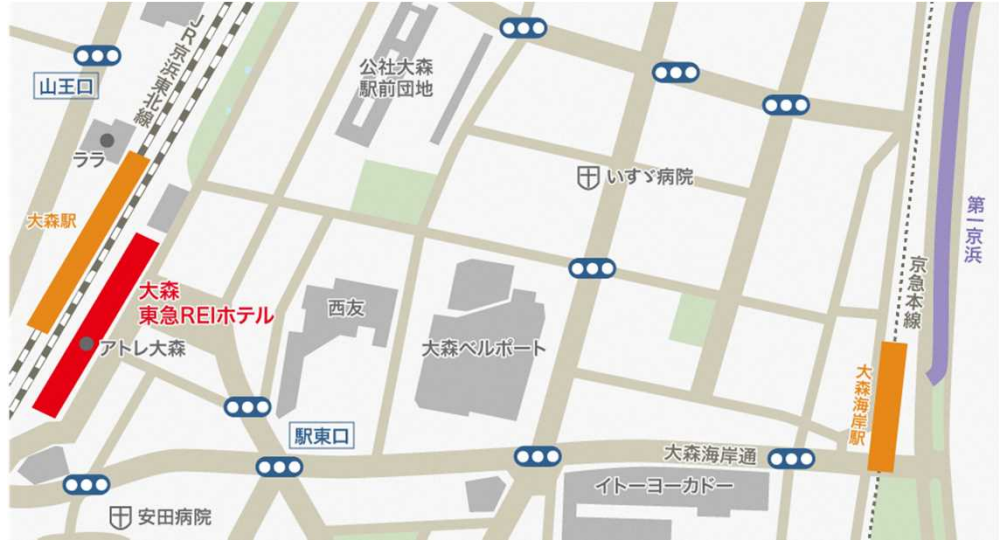 JR京浜東北線
山王口
公社大森
駅前団地
ララ
いすゞ病院
大森駅
第一京浜
京急本線
大森
東急REIホテル
西友
アトレ大森
大森ベルポート
大森海岸駅
駅東口
大森海岸通
イトーヨーカドー
安田病院